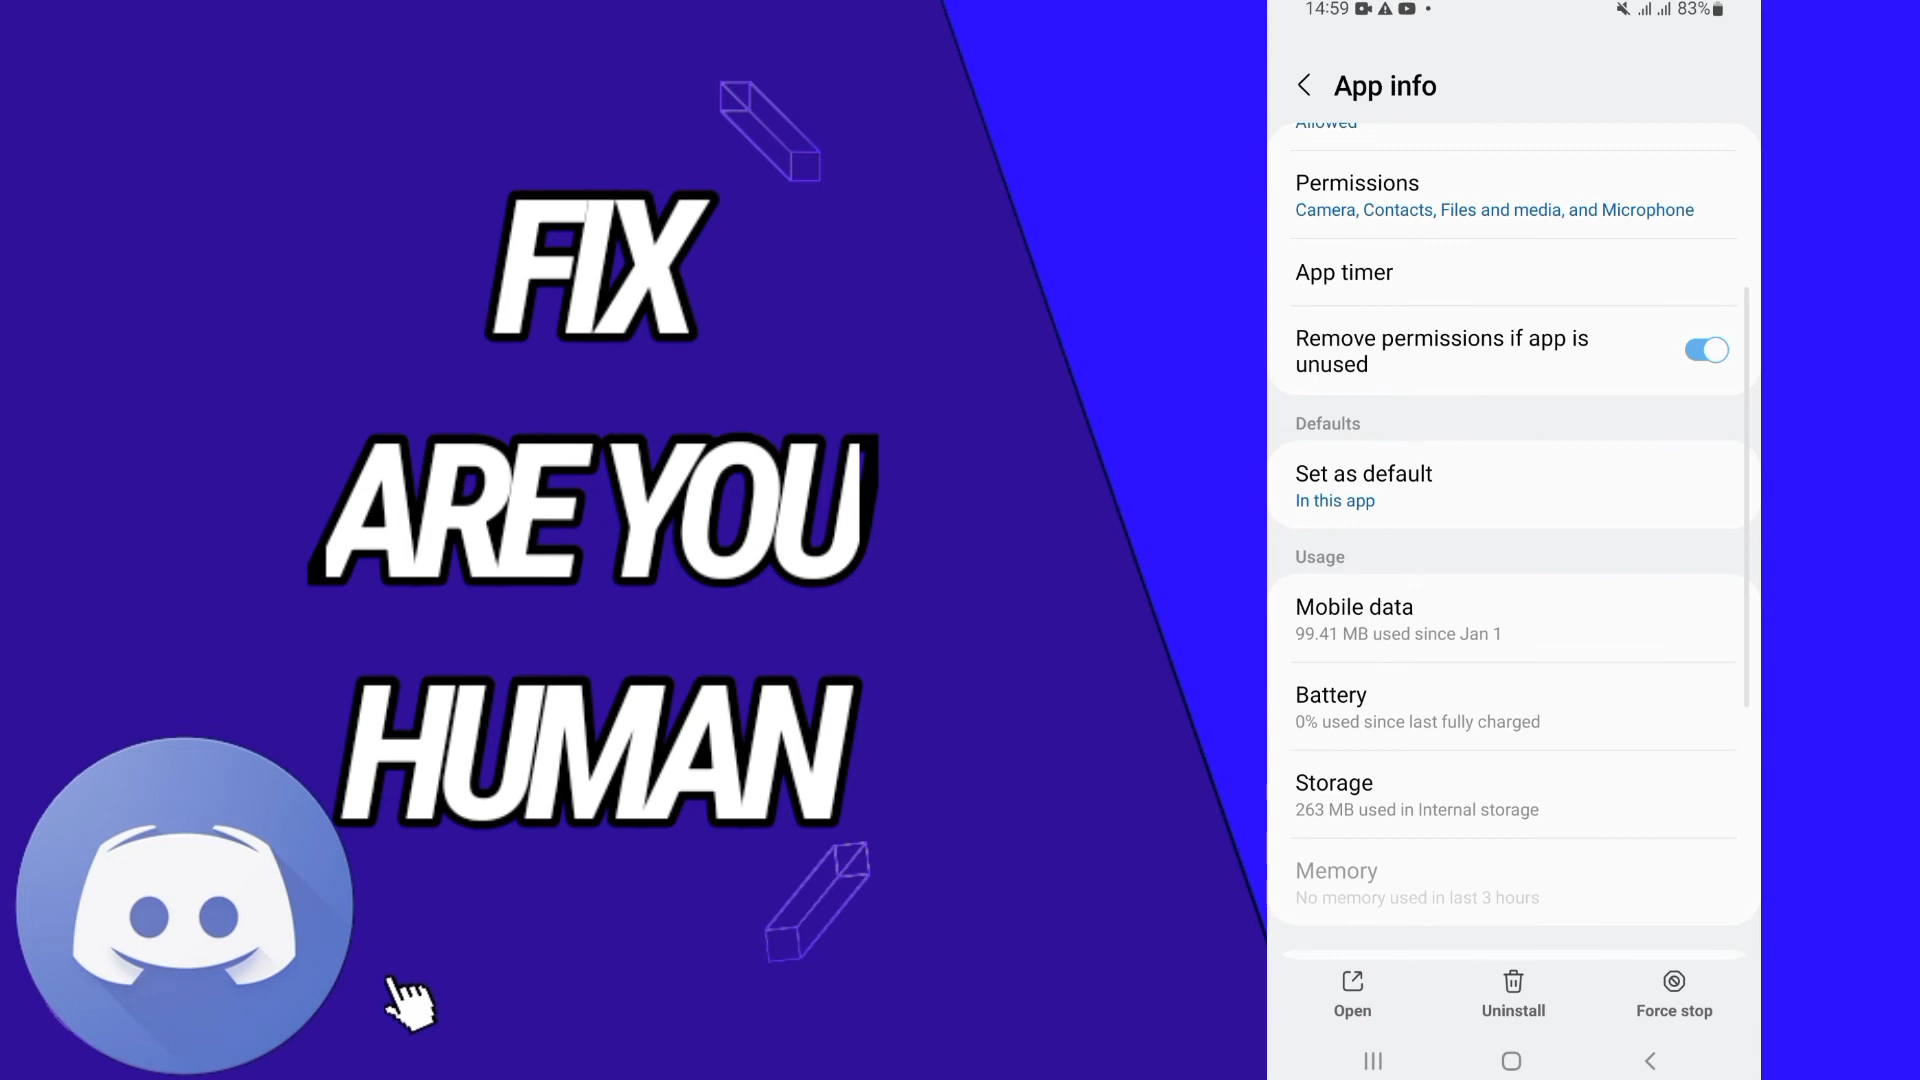 FIX
ARE YOU
HUMAN
14:59
83%
App info
Allowed
Permissions
Camera, Contacts, Files and media, and Microphone
App timer
Remove permissions if app is
unused
Defaults
Set as default
In this app
Usage
Mobile data
99.41 MB used since Jan 1
Battery
0% used since last fully charged
Storage
263 MB used in Internal storage
Memory
No memory used in last 3 hours
Open
Uninstall
Force stop